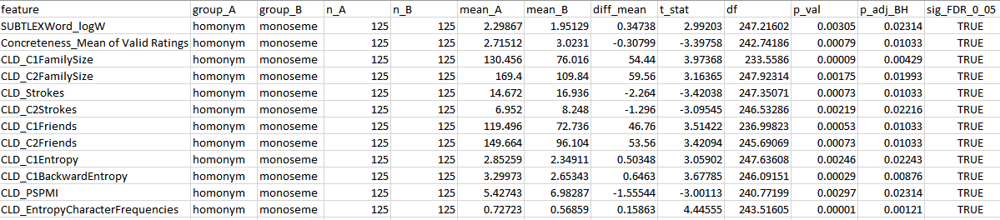 feature group_A group_B n_A n_B mean_A mean_B diff_mean t_stat df p_val p_adj_BH sig_FDR_0_05
SUBTLEXWord_logW homonym monoseme 125 125 2.29867 1.95129 0.34738 2.99203 247.21602 0.00305 0.02314 TRUE
Concreteness_Mean of Valid Ratings homonym monoseme 125 125 2.71512 3.0231 -0.30799 -3.39758 242.74186 0.00079 0.01033 TRUE
CLD_C1FamilySize homonym monoseme 125 125 130.456 76.016 54.44 3.97368 233.5586 0.00009 0.00429 TRUE
CLD_C2FamilySize homonym monoseme 125 125 169.4 109.84 59.56 3.16365 247.92314 0.00175 0.01993 TRUE
CLD_Strokes homonym monoseme 125 125 14.672 16.936 -2.264 -3.42038 247.35071 0.00073 0.01033 TRUE
CLD_C2Strokes homonym monoseme 125 125 6.952 8.248 -1.296 -3.09545 246.53286 0.00219 0.02216 TRUE
CLD_C1Friends homonym monoseme 125 125 119.496 72.736 46.76 3.51422 236.99823 0.00053 0.01033 TRUE
CLD_C2Friends homonym monoseme 125 125 149.664 96.104 53.56 3.42094 245.69069 0.00073 0.01033 TRUE
CLD_C1Entropy homonym monoseme 125 125 2.85259 2.34911 0.50348 3.05902 247.63608 0.00246 0.02243 TRUE
CLD_C1BackwardEntropy homonym monoseme 125 125 3.29973 2.65343 0.6463 3.67785 246.09151 0.00029 0.00876 TRUE
CLD_PSPMI homonym monoseme 125 125 5.42743 6.98287 -1.55544 -3.00113 240.77199 0.00297 0.02314 TRUE
CLD_EntropyCharacterFrequencies homonym monoseme 125 125 0.72723 0.56859 0.15863 4.44555 243.51605 0.00001 0.00121 TRUE